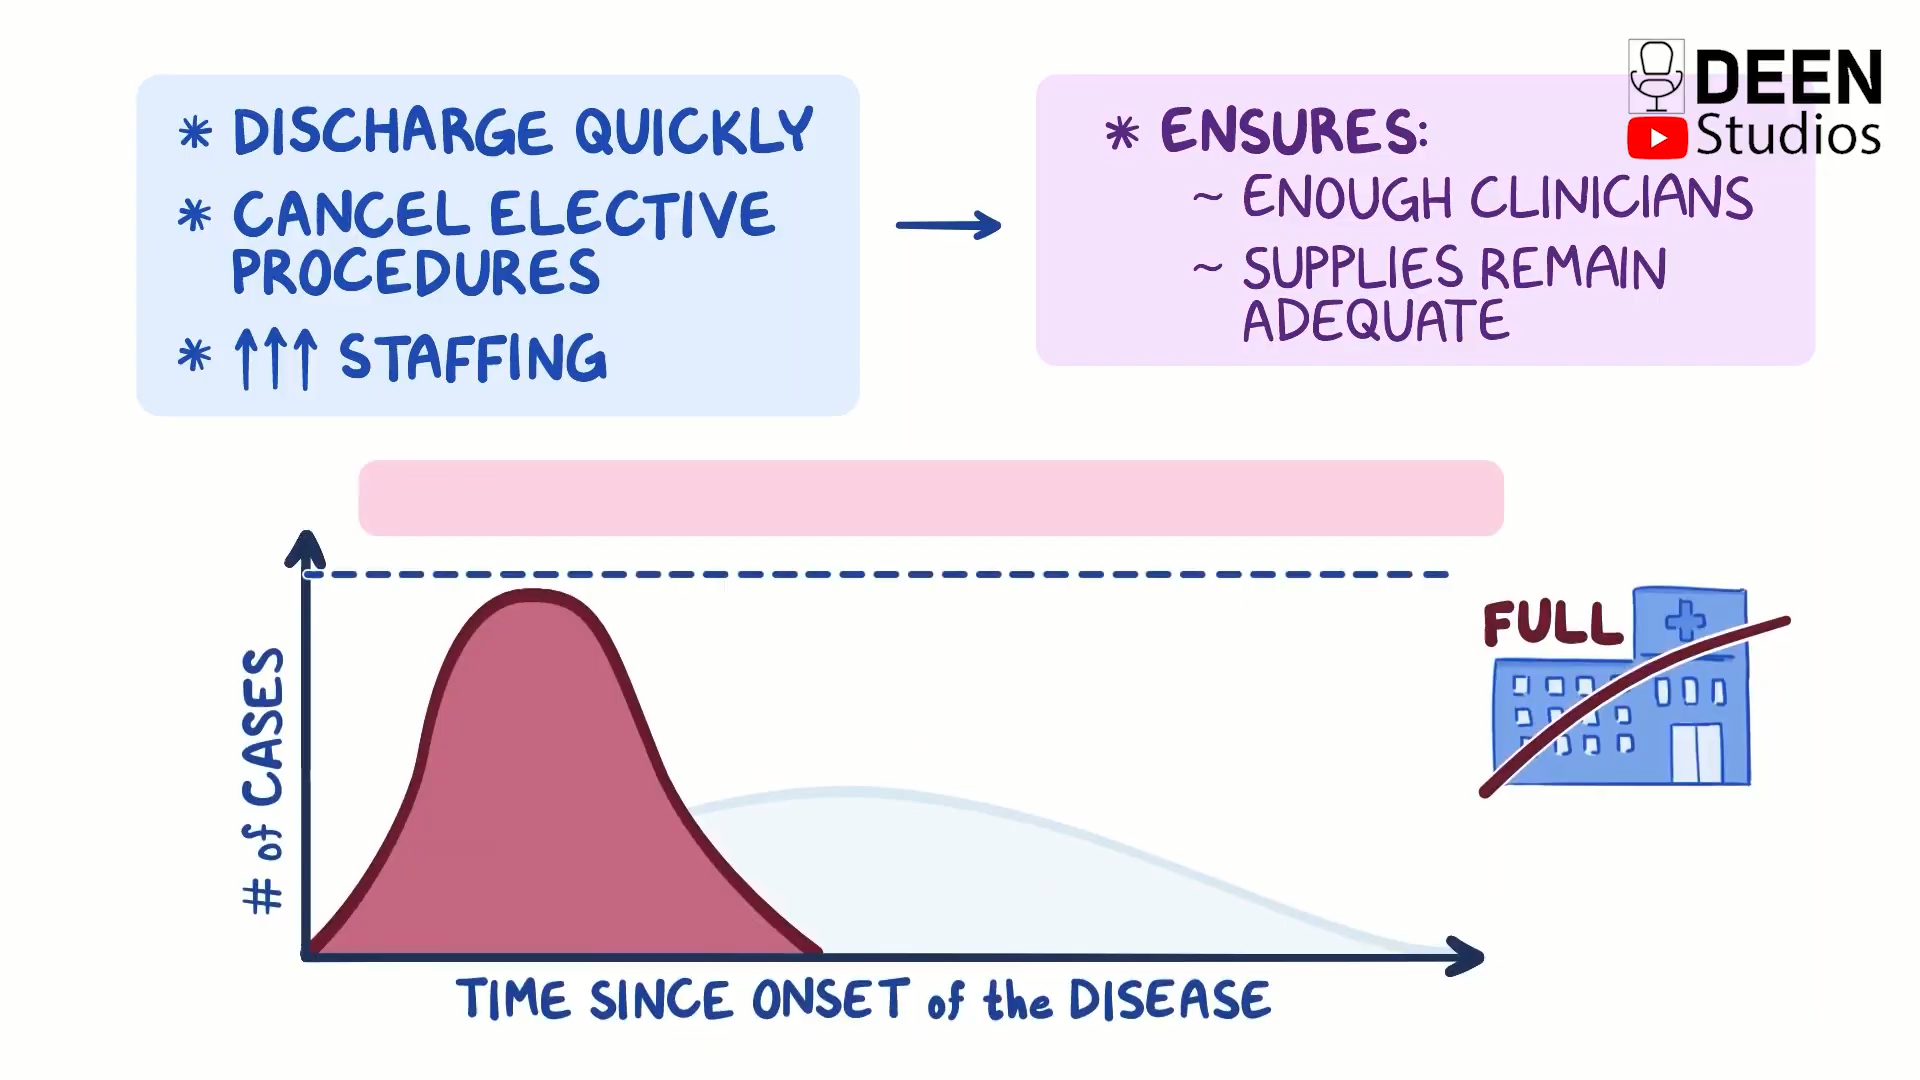 * DISCHARGE QUICKLY
* CANCEL ELECTIVE
PROCEDURES
* ↑↑↑ STAFFING
* ENSURES:
~ ENOUGH CLINICIANS
~ SUPPLIES REMAIN
ADEQUATE
DEEN
Studios
FULL
# of CASES
TIME SINCE ONSET of the DISEASE